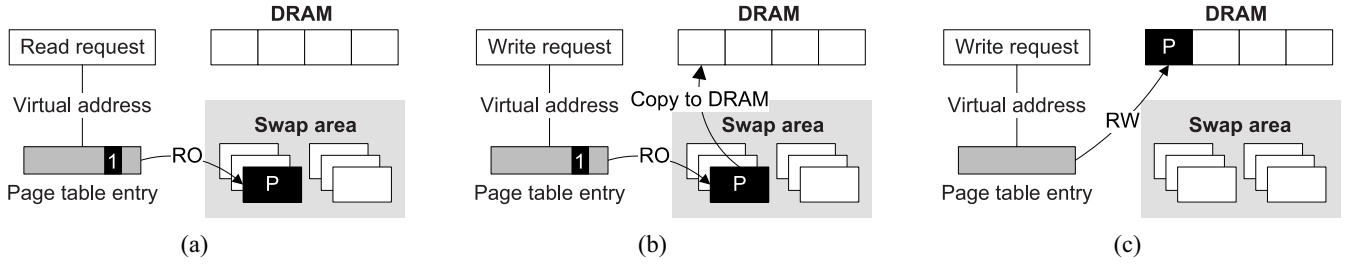 DRAM
Read request
Virtual address
Swap area
1
RO
P
Page table entry
(a)
DRAM
Write request
Virtual address
Copy to DRAM
Swap area
1
RO
P
Page table entry
(b)
DRAM
Write request
P
Virtual address
RW
Swap area
Page table entry
(c)